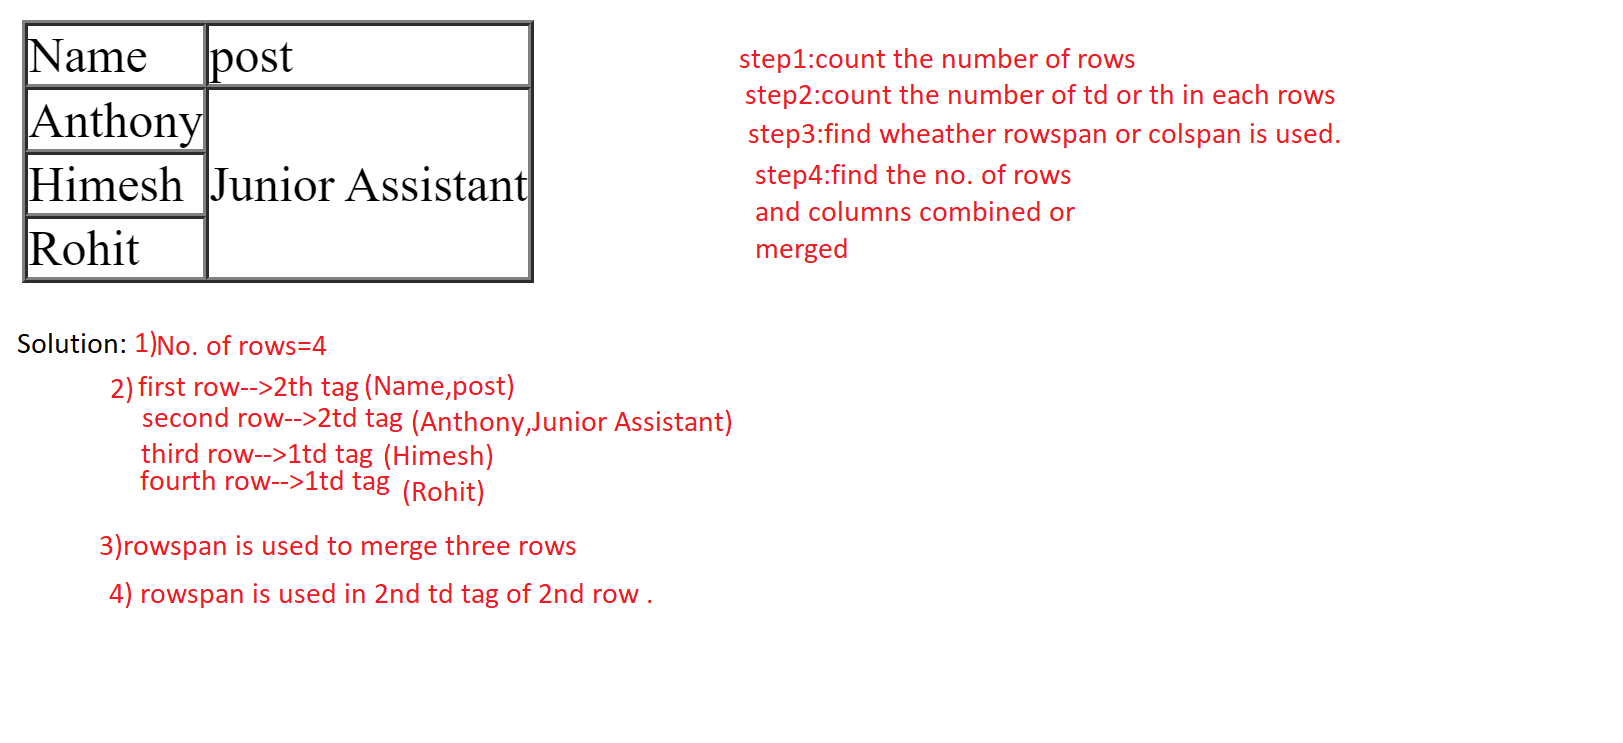 Name post
Anthony
Himesh Junior Assistant
Rohit
step1:count the number of rows
step2:count the number of td or th in each rows
step3:find wheather rowspan or colspan is used.
step4:find the no. of rows
and columns combined or
merged
Solution: 1)No. of rows=4
2) first row-->2th tag (Name,post)
second row-->2td tag (Anthony,Junior Assistant)
third row-->1td tag (Himesh)
fourth row-->1td tag (Rohit)
3)rowspan is used to merge three rows
4) rowspan is used in 2nd td tag of 2nd row .